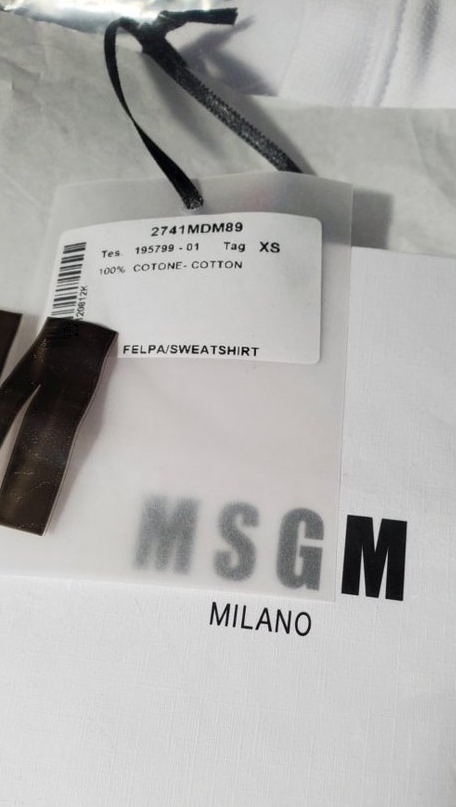 2741MDM89
Tes. 195799 - 01 Tag XS
100% COTONE- COTTON
FELPA/SWEATSHIRT
MSGM
MILANO